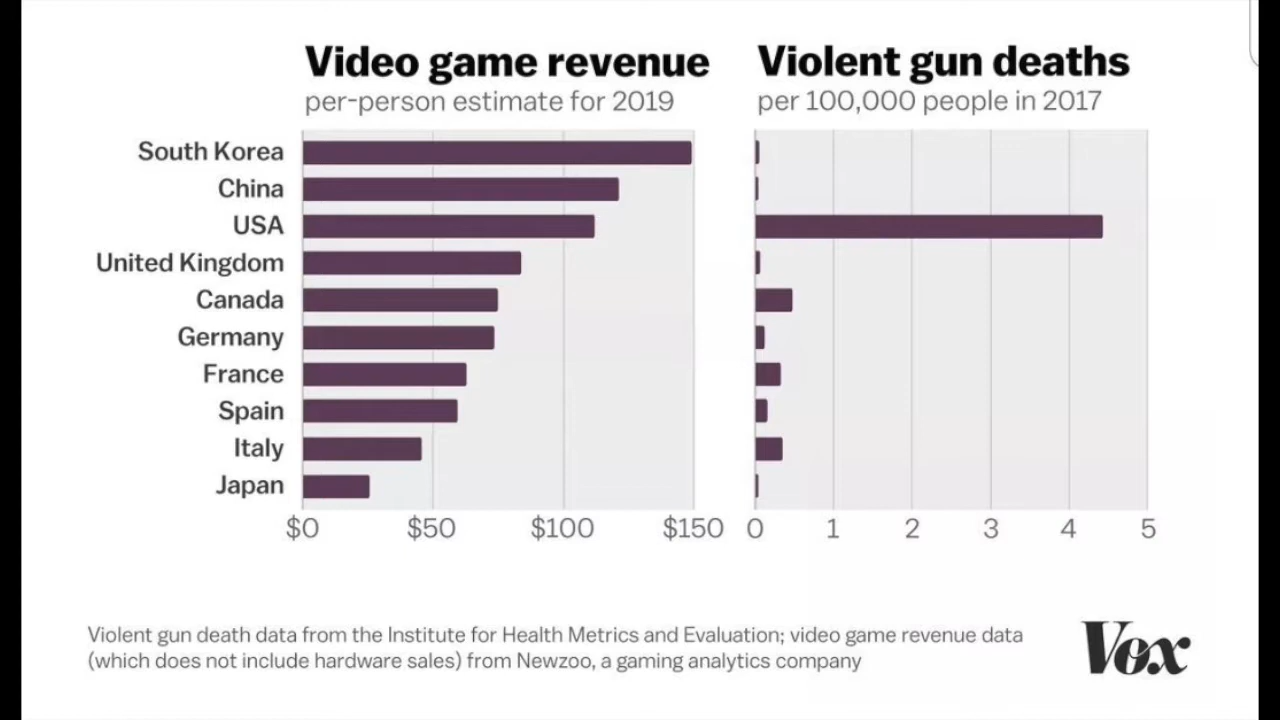 Video game revenue
per-person estimate for 2019
Violent gun deaths
per 100,000 people in 2017
South Korea
China
USA
United Kingdom
Canada
Germany
France
Spain
Italy
Japan
$0 $50 $100 $150
0 1 2 3 4 5
Violent gun death data from the Institute for Health Metrics and Evaluation; video game revenue data
(which does not include hardware sales) from Newzoo, a gaming analytics company
Vox